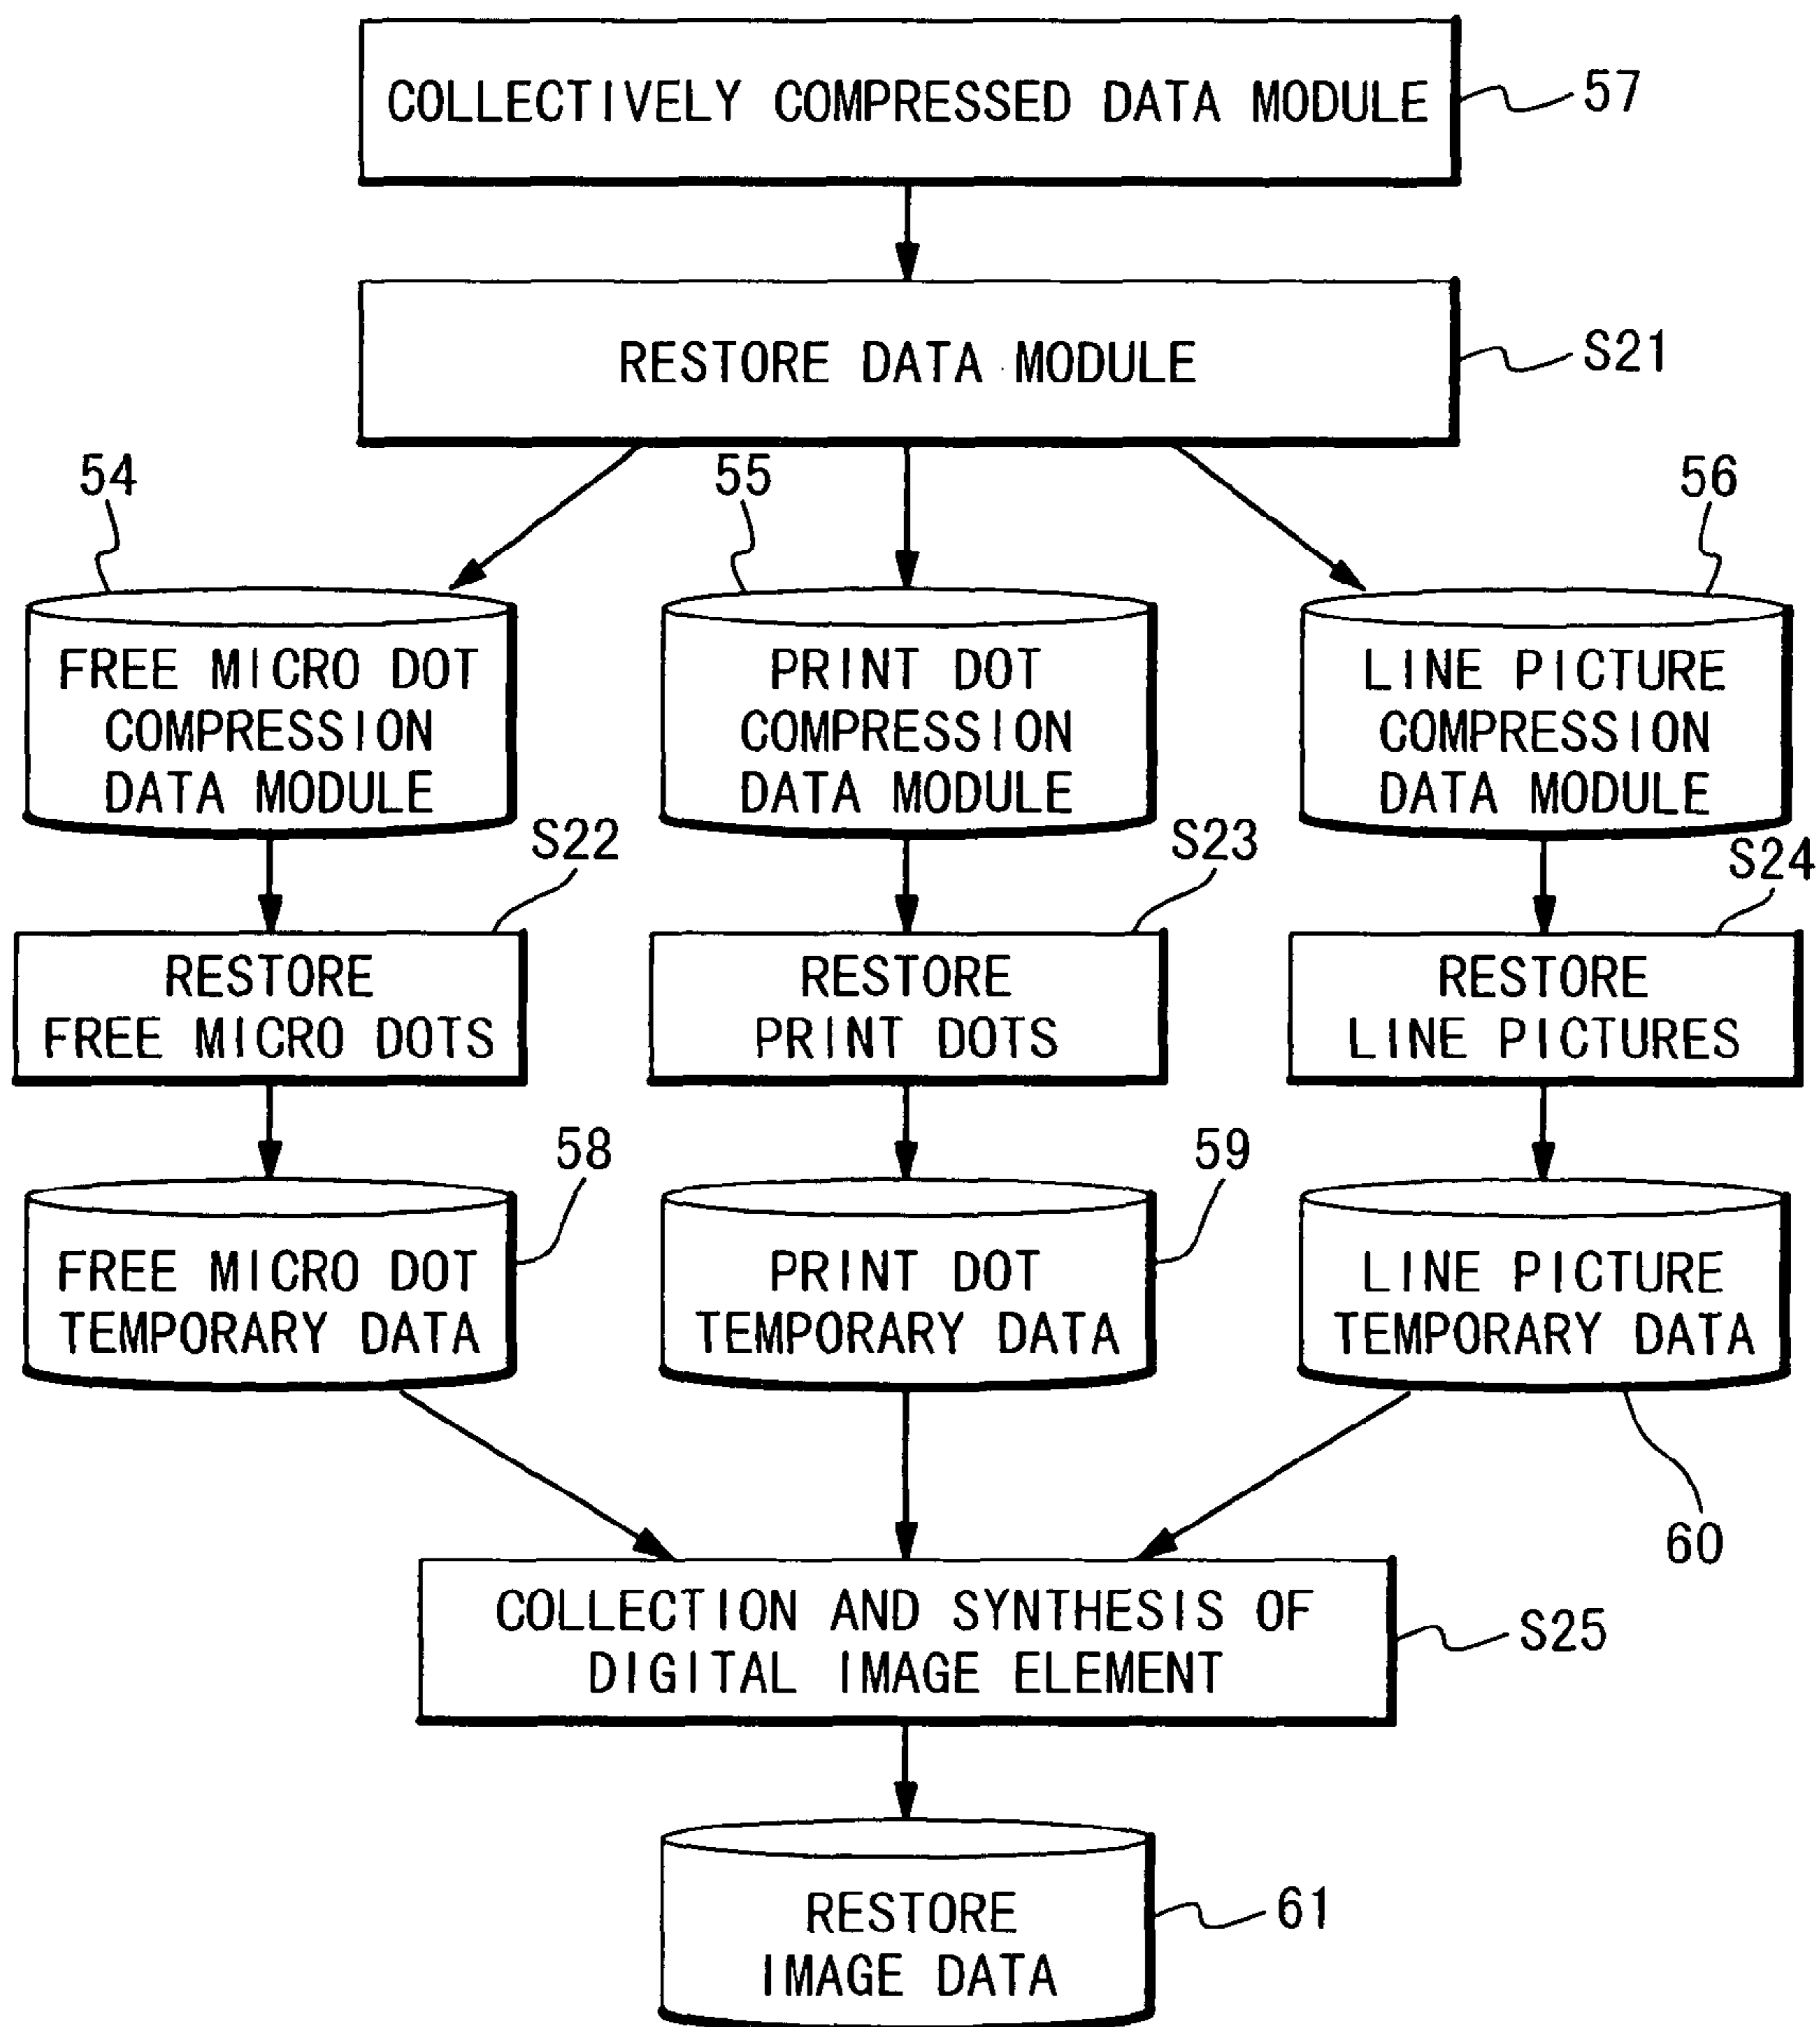 COLLECTIVELY COMPRESSED DATA MODULE
57
RESTORE DATA MODULE
S21
54
55
56
FREE MICRO DOT
COMPRESSION
DATA MODULE
PRINT DOT
COMPRESSION
DATA MODULE
LINE PICTURE
COMPRESSION
DATA MODULE
S22
S23
S24
RESTORE
FREE MICRO DOTS
RESTORE
PRINT DOTS
RESTORE
LINE PICTURES
58
59
FREE MICRO DOT
TEMPORARY DATA
PRINT DOT
TEMPORARY DATA
LINE PICTURE
TEMPORARY DATA
60
COLLECTION AND SYNTHESIS OF
DIGITAL IMAGE ELEMENT
S25
RESTORE
IMAGE DATA
61